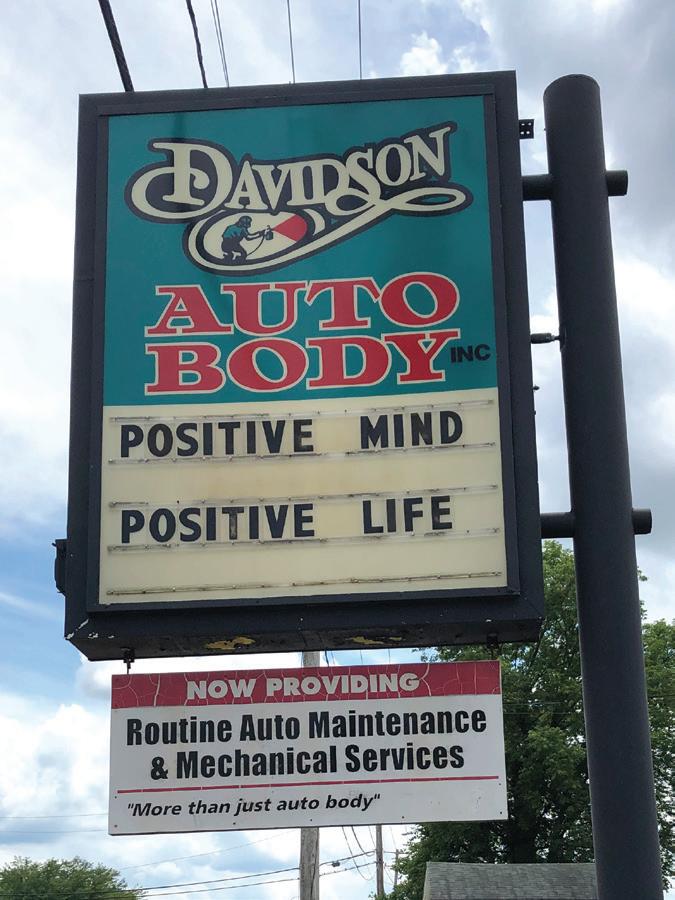 DAVIDSON
AUTO
BODY INC
POSITIVE MIND
POSITIVE LIFE
NOW PROVIDING
Routine Auto Maintenance
& Mechanical Services
"More than just auto body"